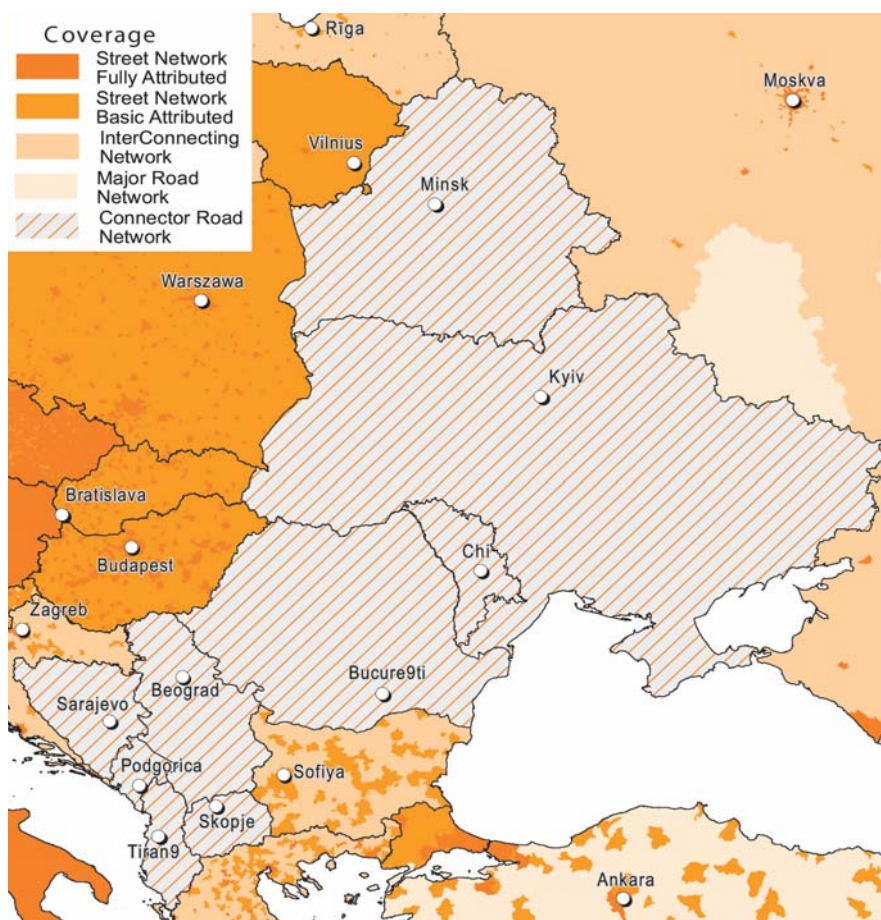 Coverage
Street Network
Fully Attributed
Street Network
Basic Attributed
InterConnecting
Network
Major Road
Network
Connector Road
Network
Rīga
Moskva
Vilnius
Minsk
Warszawa
Kyiv
Bratislava
Budapest
Chi
Zagreb
Bucure9ti
Beograd
Sarajevo
Podgorica
Sofiya
Skopje
Tiran9
Ankara